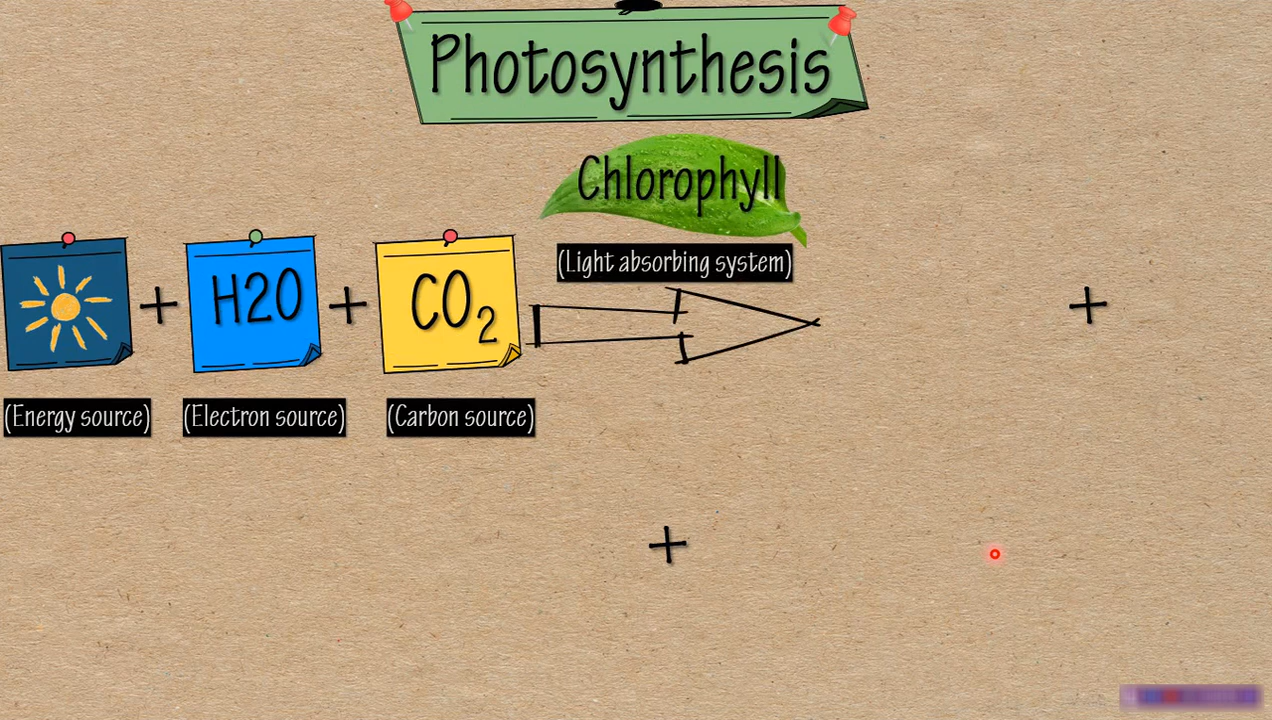 Photosynthesis
Chlorophyll
(Light absorbing system)
+ H2O + CO₂ +
(Energy source) (Electron source) (Carbon source)
+